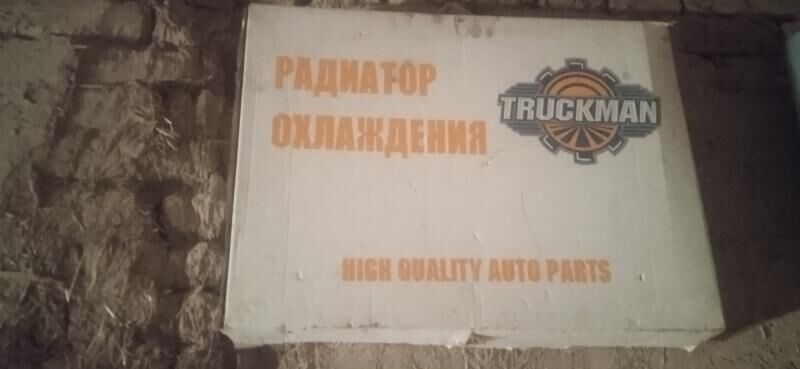 РАДИАТОР
ОХЛАЖДЕНИЯ
TRUCKMAN
®
HIGH QUALITY AUTO PARTS